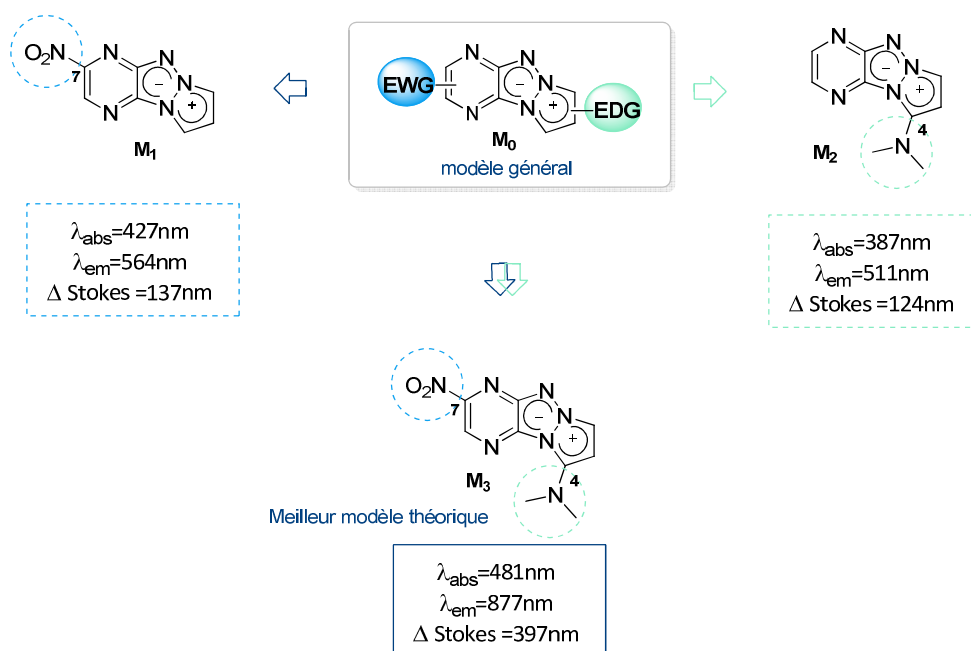 O₂N
7
N
N
N
N
N
−
+
M₁
λabs=427nm
λem=564nm
Δ Stokes =137nm
EWG
N
N
N
N
N
−
+
EDG
M₀
modèle général
N
N
N
N
N
−
+
4
N
M₂
λabs=387nm
λem=511nm
Δ Stokes =124nm
O₂N
7
N
N
N
N
N
−
+
4
N
M₃
Meilleur modèle théorique
λabs=481nm
λem=877nm
Δ Stokes =397nm